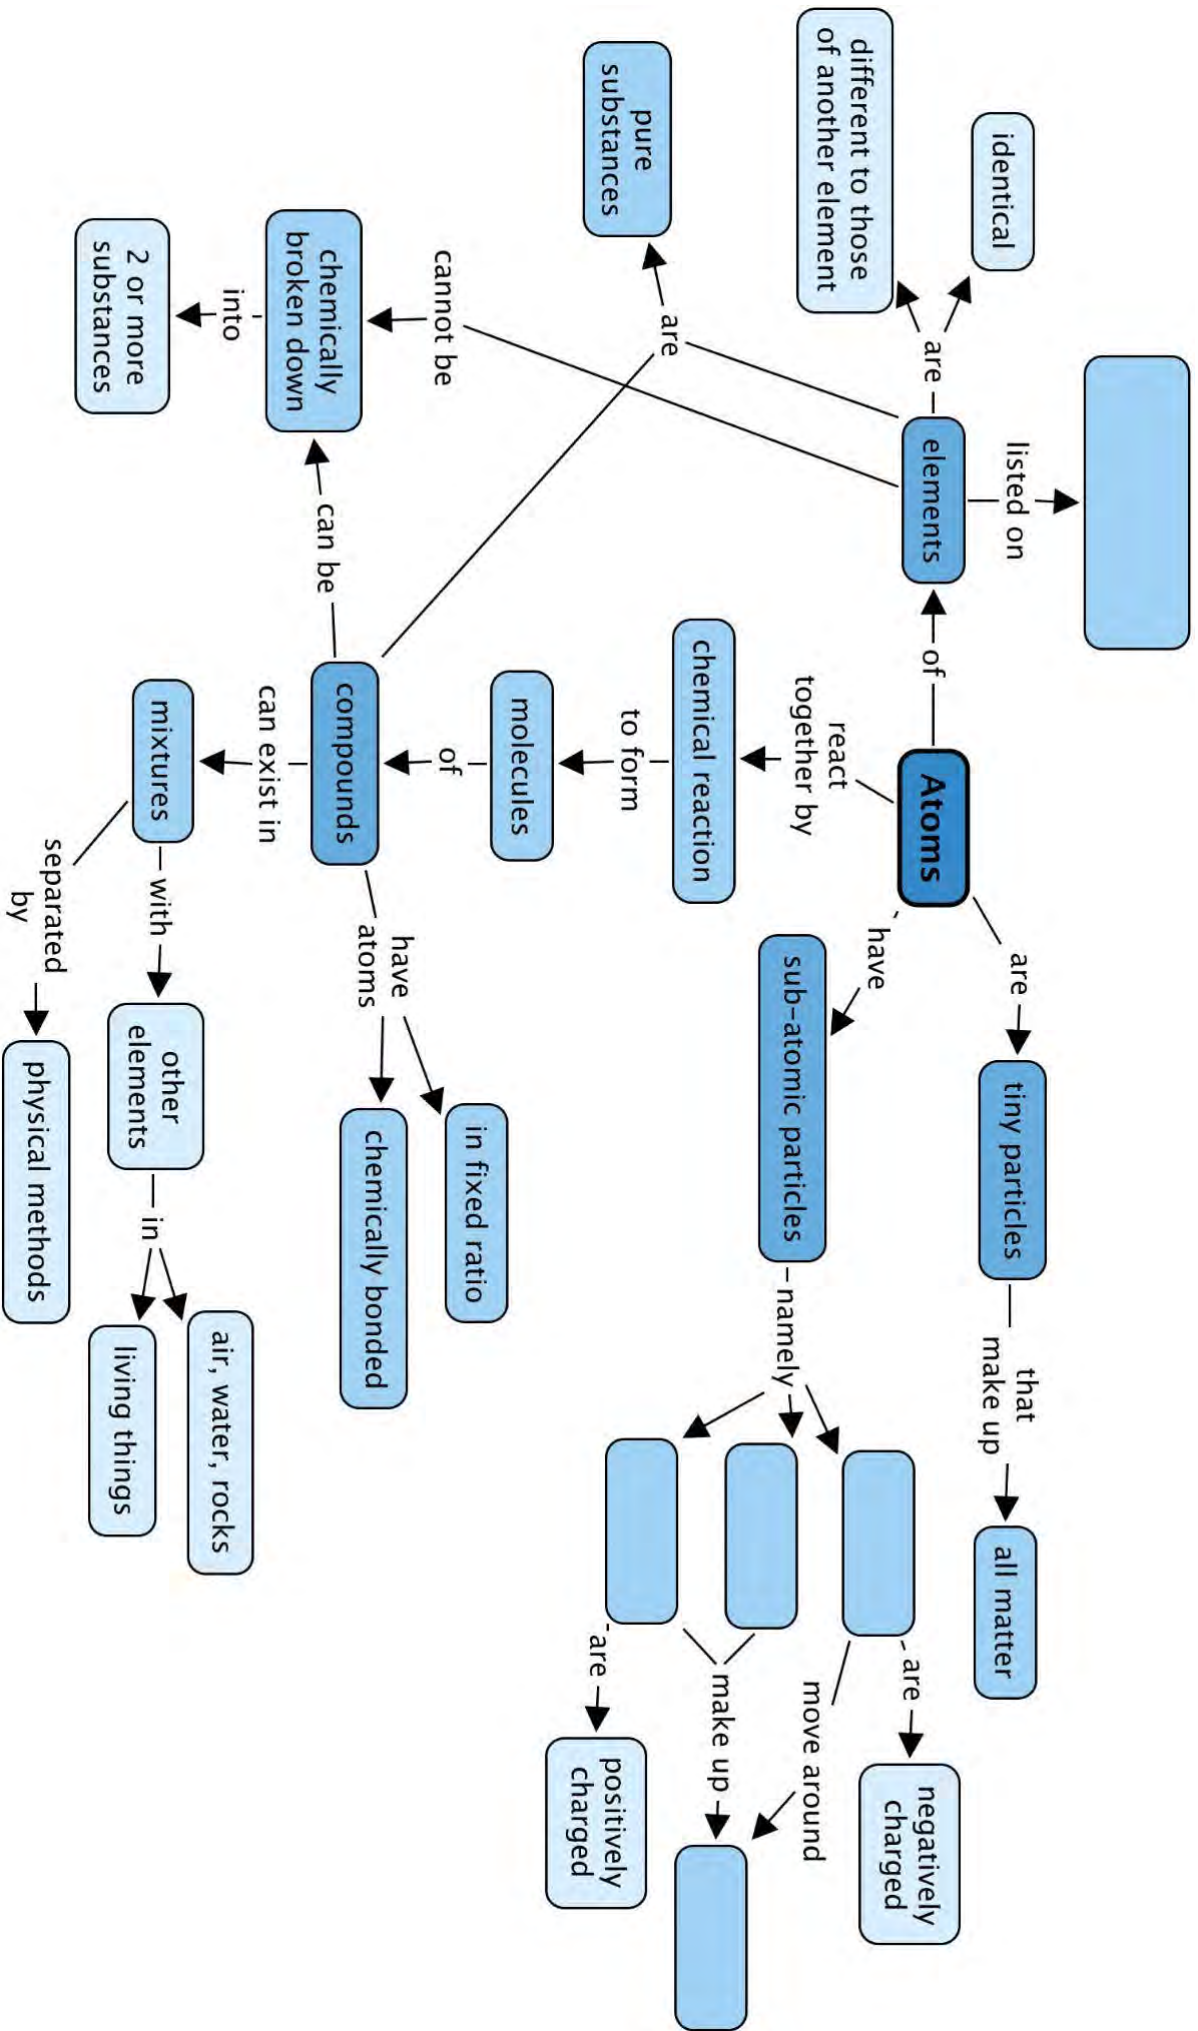 listed on
identical
different to those
of another element
are
elements
of
Atoms
are
tiny particles
that
make up
all matter
have
sub-atomic particles
namely
are
negatively
charged
move around
make up
are
positively
charged
react
together by
chemical reaction
to form
molecules
of
compounds
pure
substances
are
cannot be
chemically
broken down
can be
into
2 or more
substances
have
atoms
in fixed ratio
chemically bonded
can exist in
mixtures
with
other
elements
in
air, water, rocks
living things
separated
by
physical methods